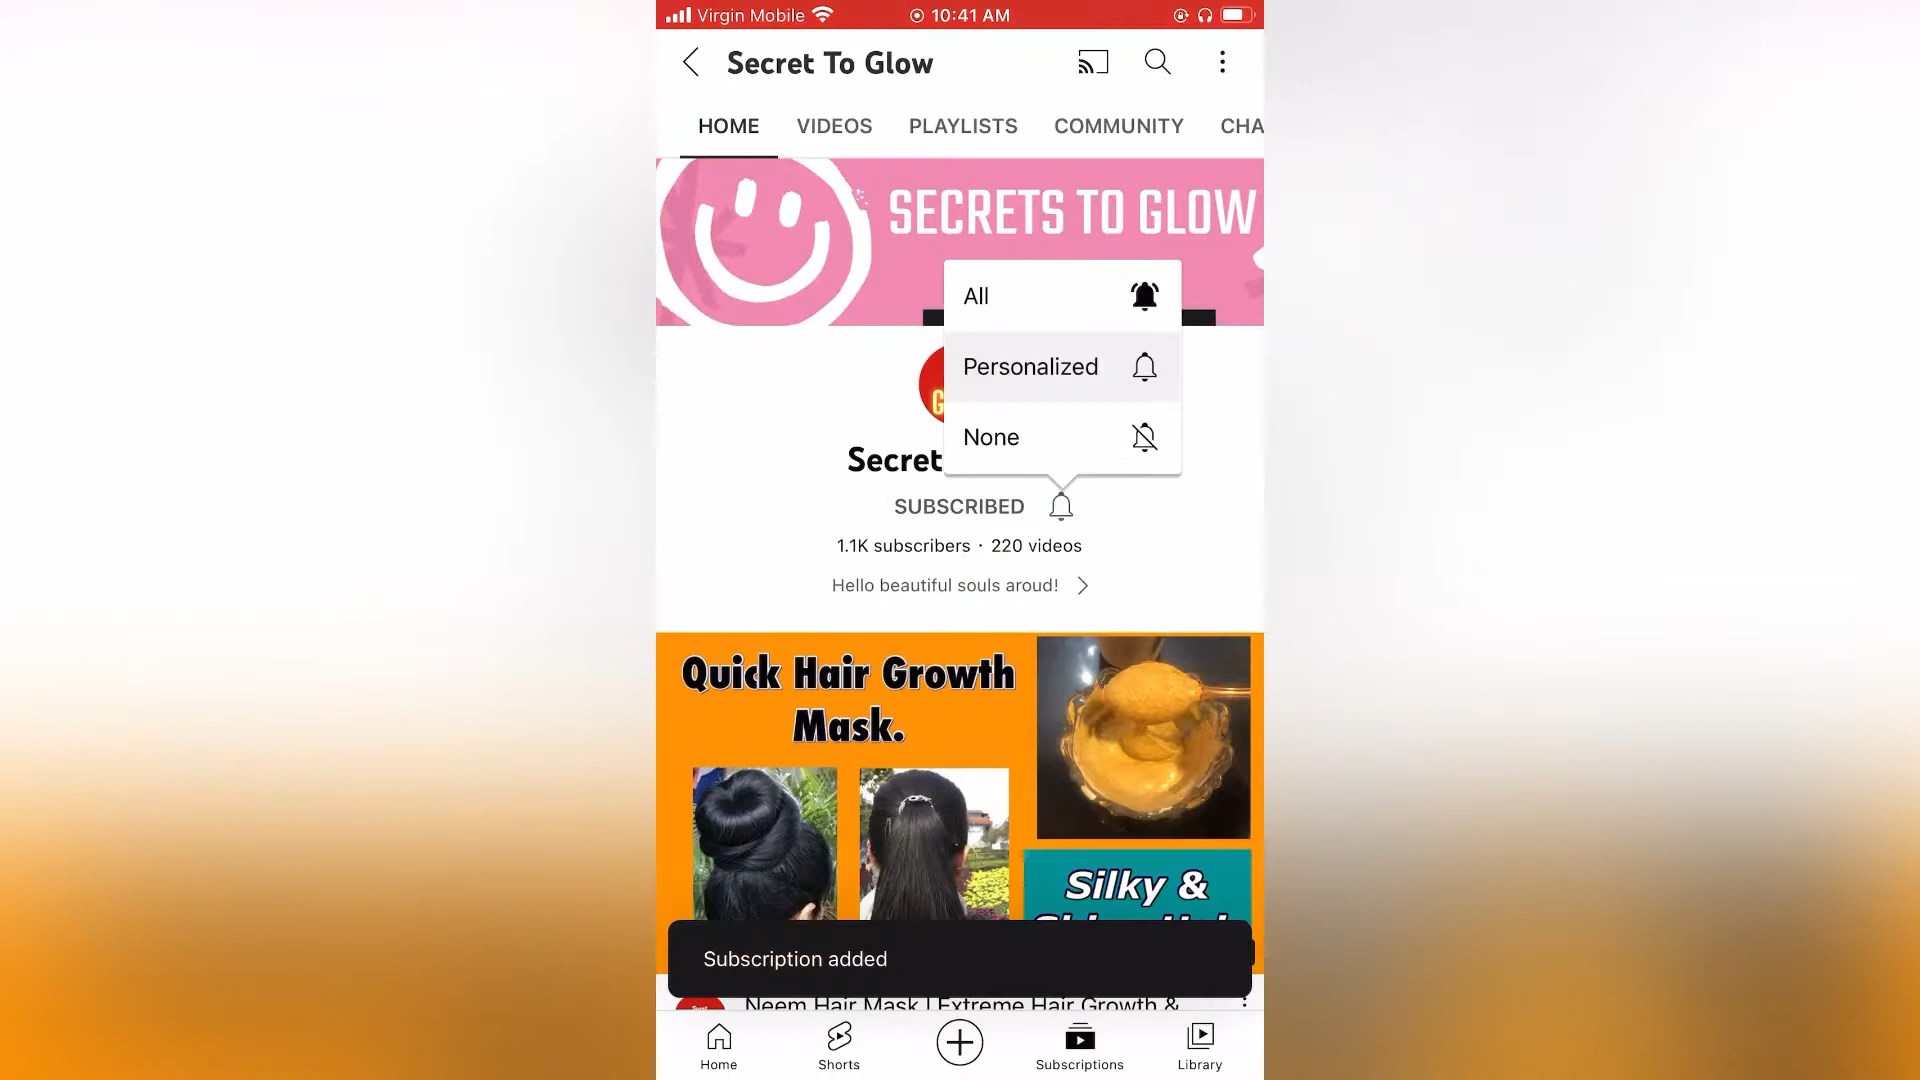 Virgin Mobile
10:41 AM
Secret To Glow
HOME VIDEOS PLAYLISTS COMMUNITY CHA
SECRETS TO GLOW
All
Personalized
None
Secret
SUBSCRIBED
1.1K subscribers · 220 videos
Hello beautiful souls aroud!
Quick Hair Growth
Mask.
Silky &
Subscription added
Neem Hair Mask | Extreme Hair Growth &
Home Shorts Subscriptions Library